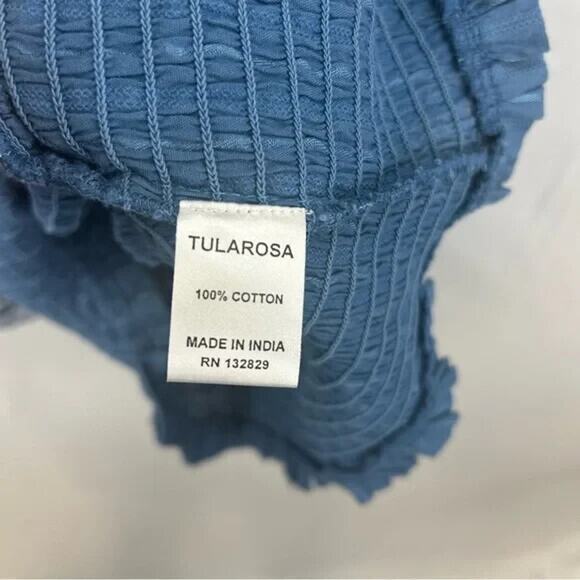 TULAROSA
100% COTTON
MADE IN INDIA
RN 132829